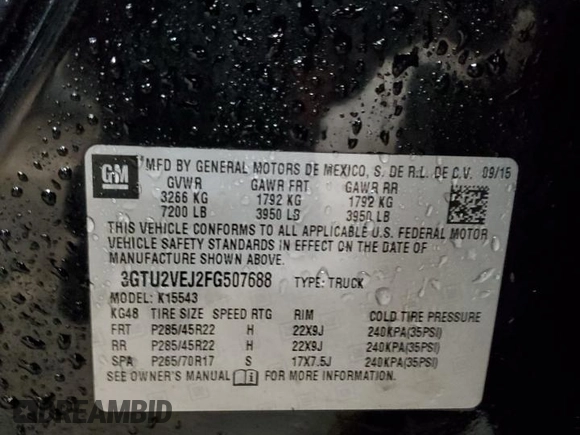 GM MFD BY GENERAL MOTORS DE MEXICO, S. DE R.L. DE C.V. 09/15
GVWR GAWR FRT GAWR RR
3266 KG 1792 KG 1792 KG
7200 LB 3950 LB 3950 LB
THIS VEHICLE CONFORMS TO ALL APPLICABLE U.S. FEDERAL MOTOR
VEHICLE SAFETY STANDARDS IN EFFECT ON THE DATE OF
MANUFACTURE SHOWN ABOVE.
3GTU2VEJ2FG507688 TYPE: TRUCK
MODEL: K15543
KG48 TIRE SIZE SPEED RTG RIM COLD TIRE PRESSURE
FRT P285/45R22 H 22X9J 240KPA(35PSI)
RR P285/45R22 H 22X9J 240KPA(35PSI)
SPA P265/70R17 S 17X7.5J 240KPA(35PSI)
SEE OWNER'S MANUAL FOR MORE INFORMATION.
DREAMBID